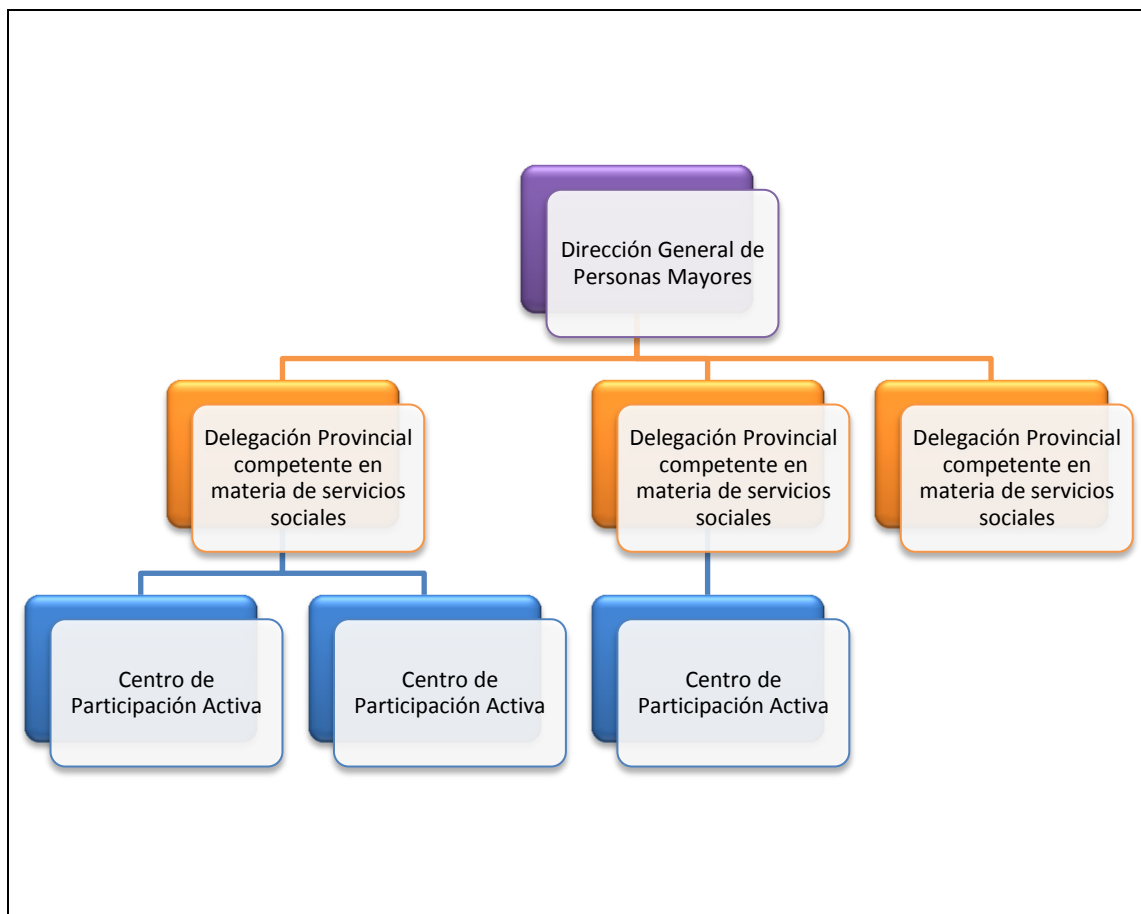 Dirección General de
Personas Mayores
Delegación Provincial
competente en
materia de servicios
sociales
Delegación Provincial
competente en
materia de servicios
sociales
Delegación Provincial
competente en
materia de servicios
sociales
Centro de
Participación Activa
Centro de
Participación Activa
Centro de
Participación Activa